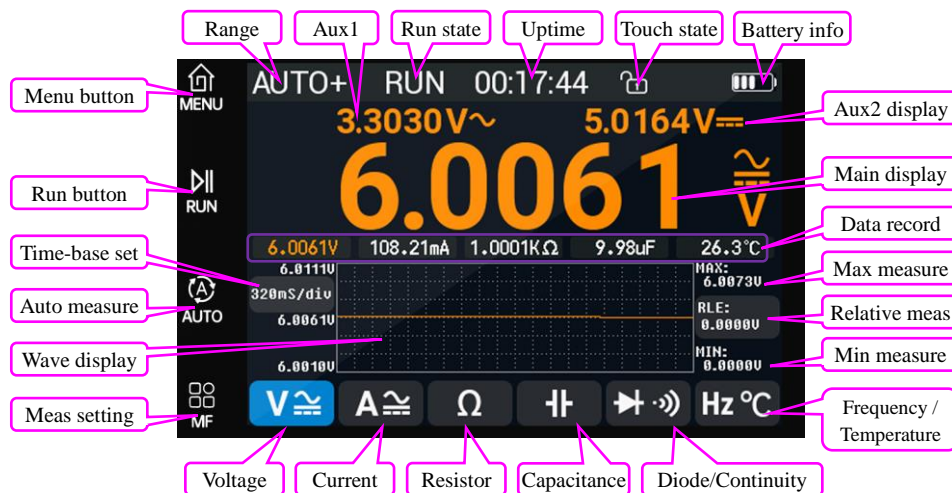 Range
Aux1
Run state
Uptime
Touch state
Battery info
Menu button
MENU
AUTO+
RUN
00:17:44
3.3030V~
5.0164V⎓
Aux2 display
6.0061
V
Main display
Run button
RUN
6.0061V
108.21mA
1.0001KΩ
9.98uF
26.3℃
Data record
Time-base set
6.0111V
320mS/div
6.0061V
6.0010V
MAX:
6.0073V
Max measure
RLE:
0.0000V
Relative meas
MIN:
0.0000V
Min measure
Auto measure
AUTO
Wave display
Meas setting
MF
V
A
Ω
Hz ℃
Frequency /
Temperature
Voltage
Current
Resistor
Capacitance
Diode/Continuity